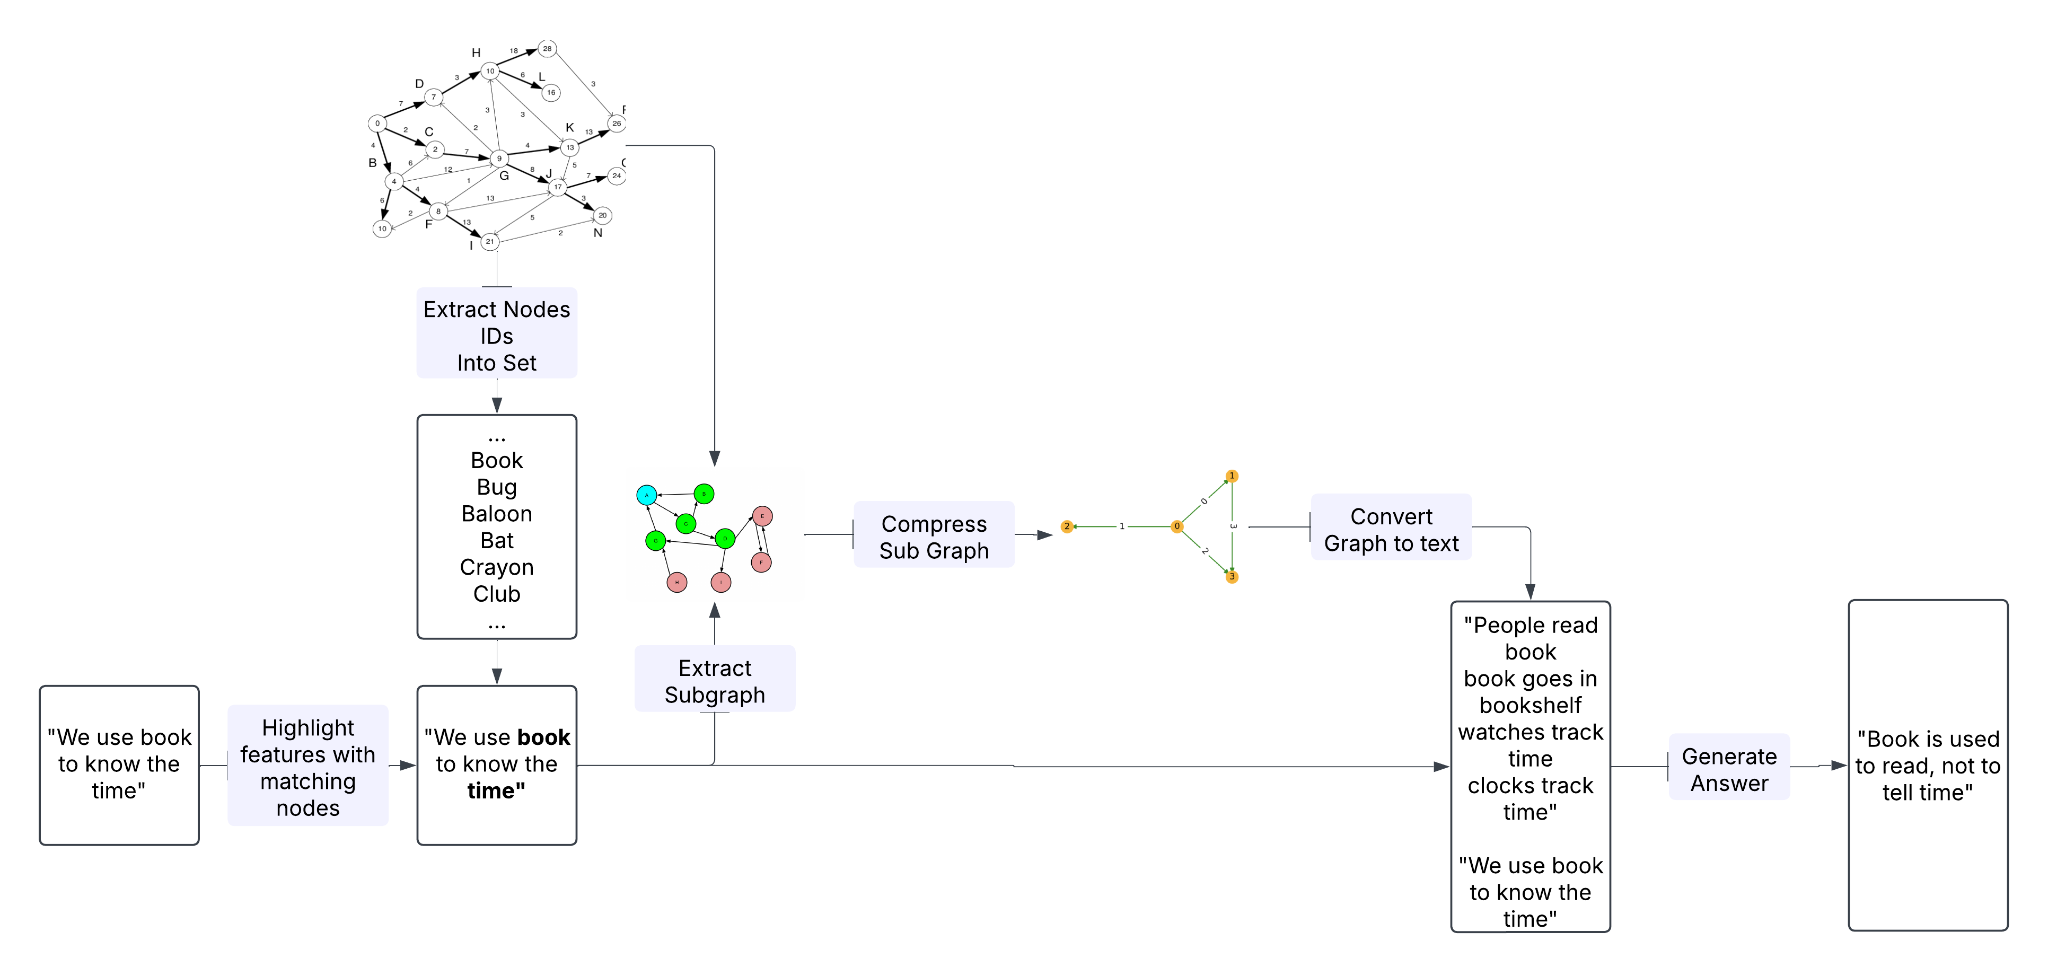 H
18
28
D
3
10
6
L
16
3
7
7
3
0
2
C
3
2
K
13
26
4
2
7
9
4
13
B
6
12
G
8
J
5
4
1
17
7
24
4
13
3
6
2
8
F
13
5
20
10
I
21
2
N
Extract Nodes
IDs
Into Set
...
Book
Bug
Baloon
Bat
Crayon
Club
...
"We use book
to know the
time"
Highlight
features with
matching
nodes
"We use book
to know the
time"
Extract
Subgraph
A
E
F
H
Compress
Sub Graph
1
0
2
1
0
3
2
3
Convert
Graph to text
"People read
book
book goes in
bookshelf
watches track
time
clocks track
time"
"We use book
to know the
time"
Generate
Answer
"Book is used
to read, not to
tell time"